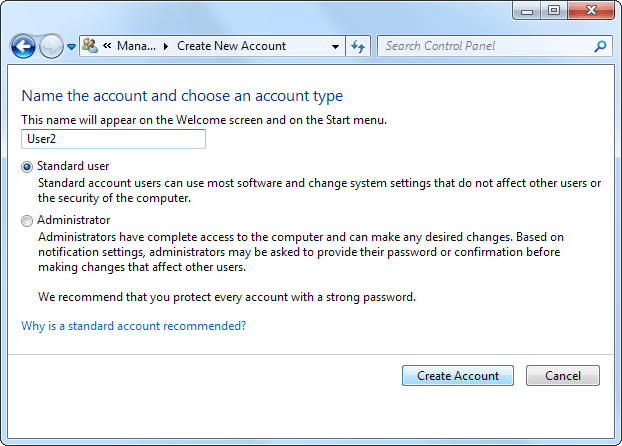 « Mana... ▸ Create New Account
Search Control Panel
Name the account and choose an account type
This name will appear on the Welcome screen and on the Start menu.
User2
Standard user
Standard account users can use most software and change system settings that do not affect other users or
the security of the computer.
Administrator
Administrators have complete access to the computer and can make any desired changes. Based on
notification settings, administrators may be asked to provide their password or confirmation before
making changes that affect other users.
We recommend that you protect every account with a strong password.
Why is a standard account recommended?
Create Account Cancel